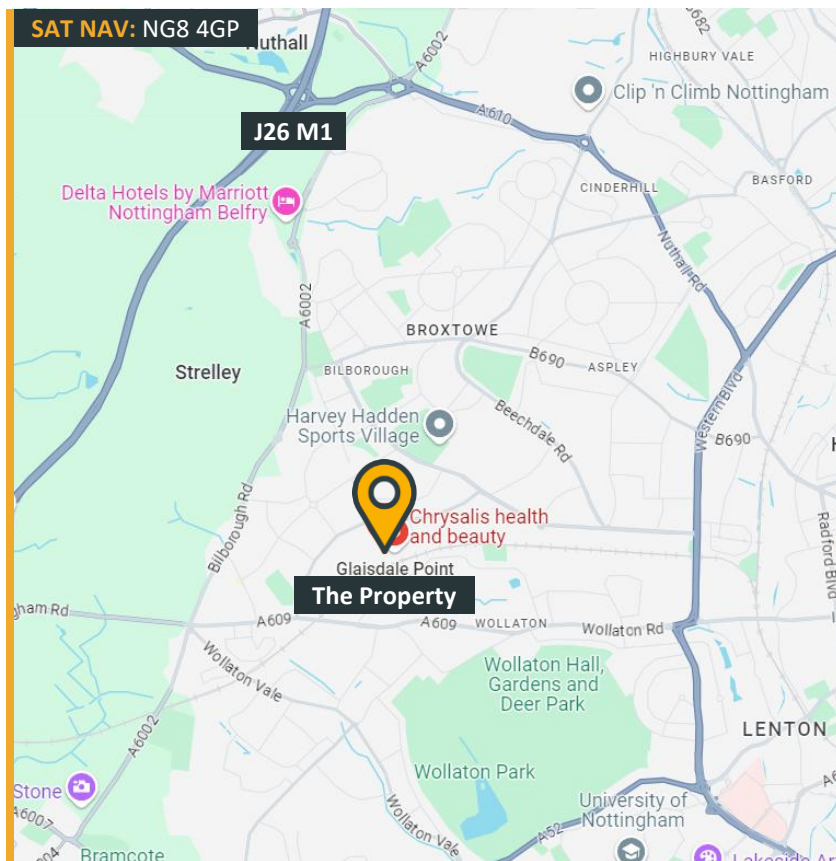 SAT NAV: NG8 4GP
Nuthall
A6002
HIGHBURY VALE
Clip 'n Climb Nottingham
J26 M1
A610
Delta Hotels by Marriott
Nottingham Belfry
CINDERHILL
BASFORD
Nuthall Rd
A6002
BROXTOWE
B690
ASPLEY
Strelley
BILBOROUGH
Western Blvd
Beechdale Rd
Harvey Hadden
Sports Village
B690
Bilborough Rd
Radford Blvd
Chrysalis health
and beauty
Glaisdale Point
The Property
A609
A609
WOLLATON
Wollaton Rd
Wollaton Vale
Wollaton Hall,
Gardens and
Deer Park
A6002
LENTON
Wollaton Park
Stone
University of
Nottingham
A6007
Wollaton Vale
A52
Bramcote